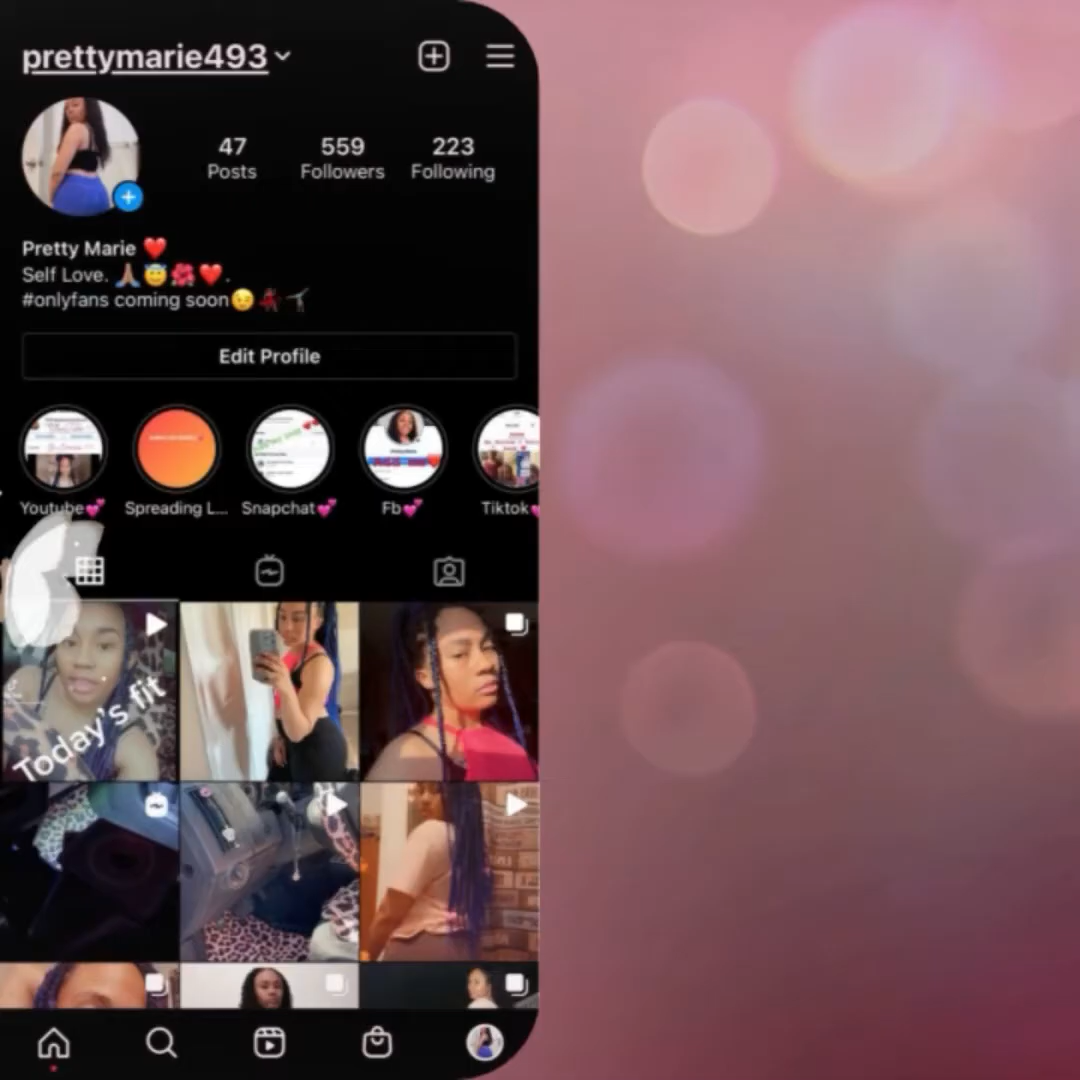 prettymarie493
47
559
223
Posts
Followers
Following
Pretty Marie ❤️
Self Love. 🙏🏽😇🌺❤️.
#onlyfans coming soon😉💃🏿🤸🏿‍♀️
Edit Profile
Youtube💕
Spreading L...
Snapchat💕
Fb💕
Tiktok
Today's fit